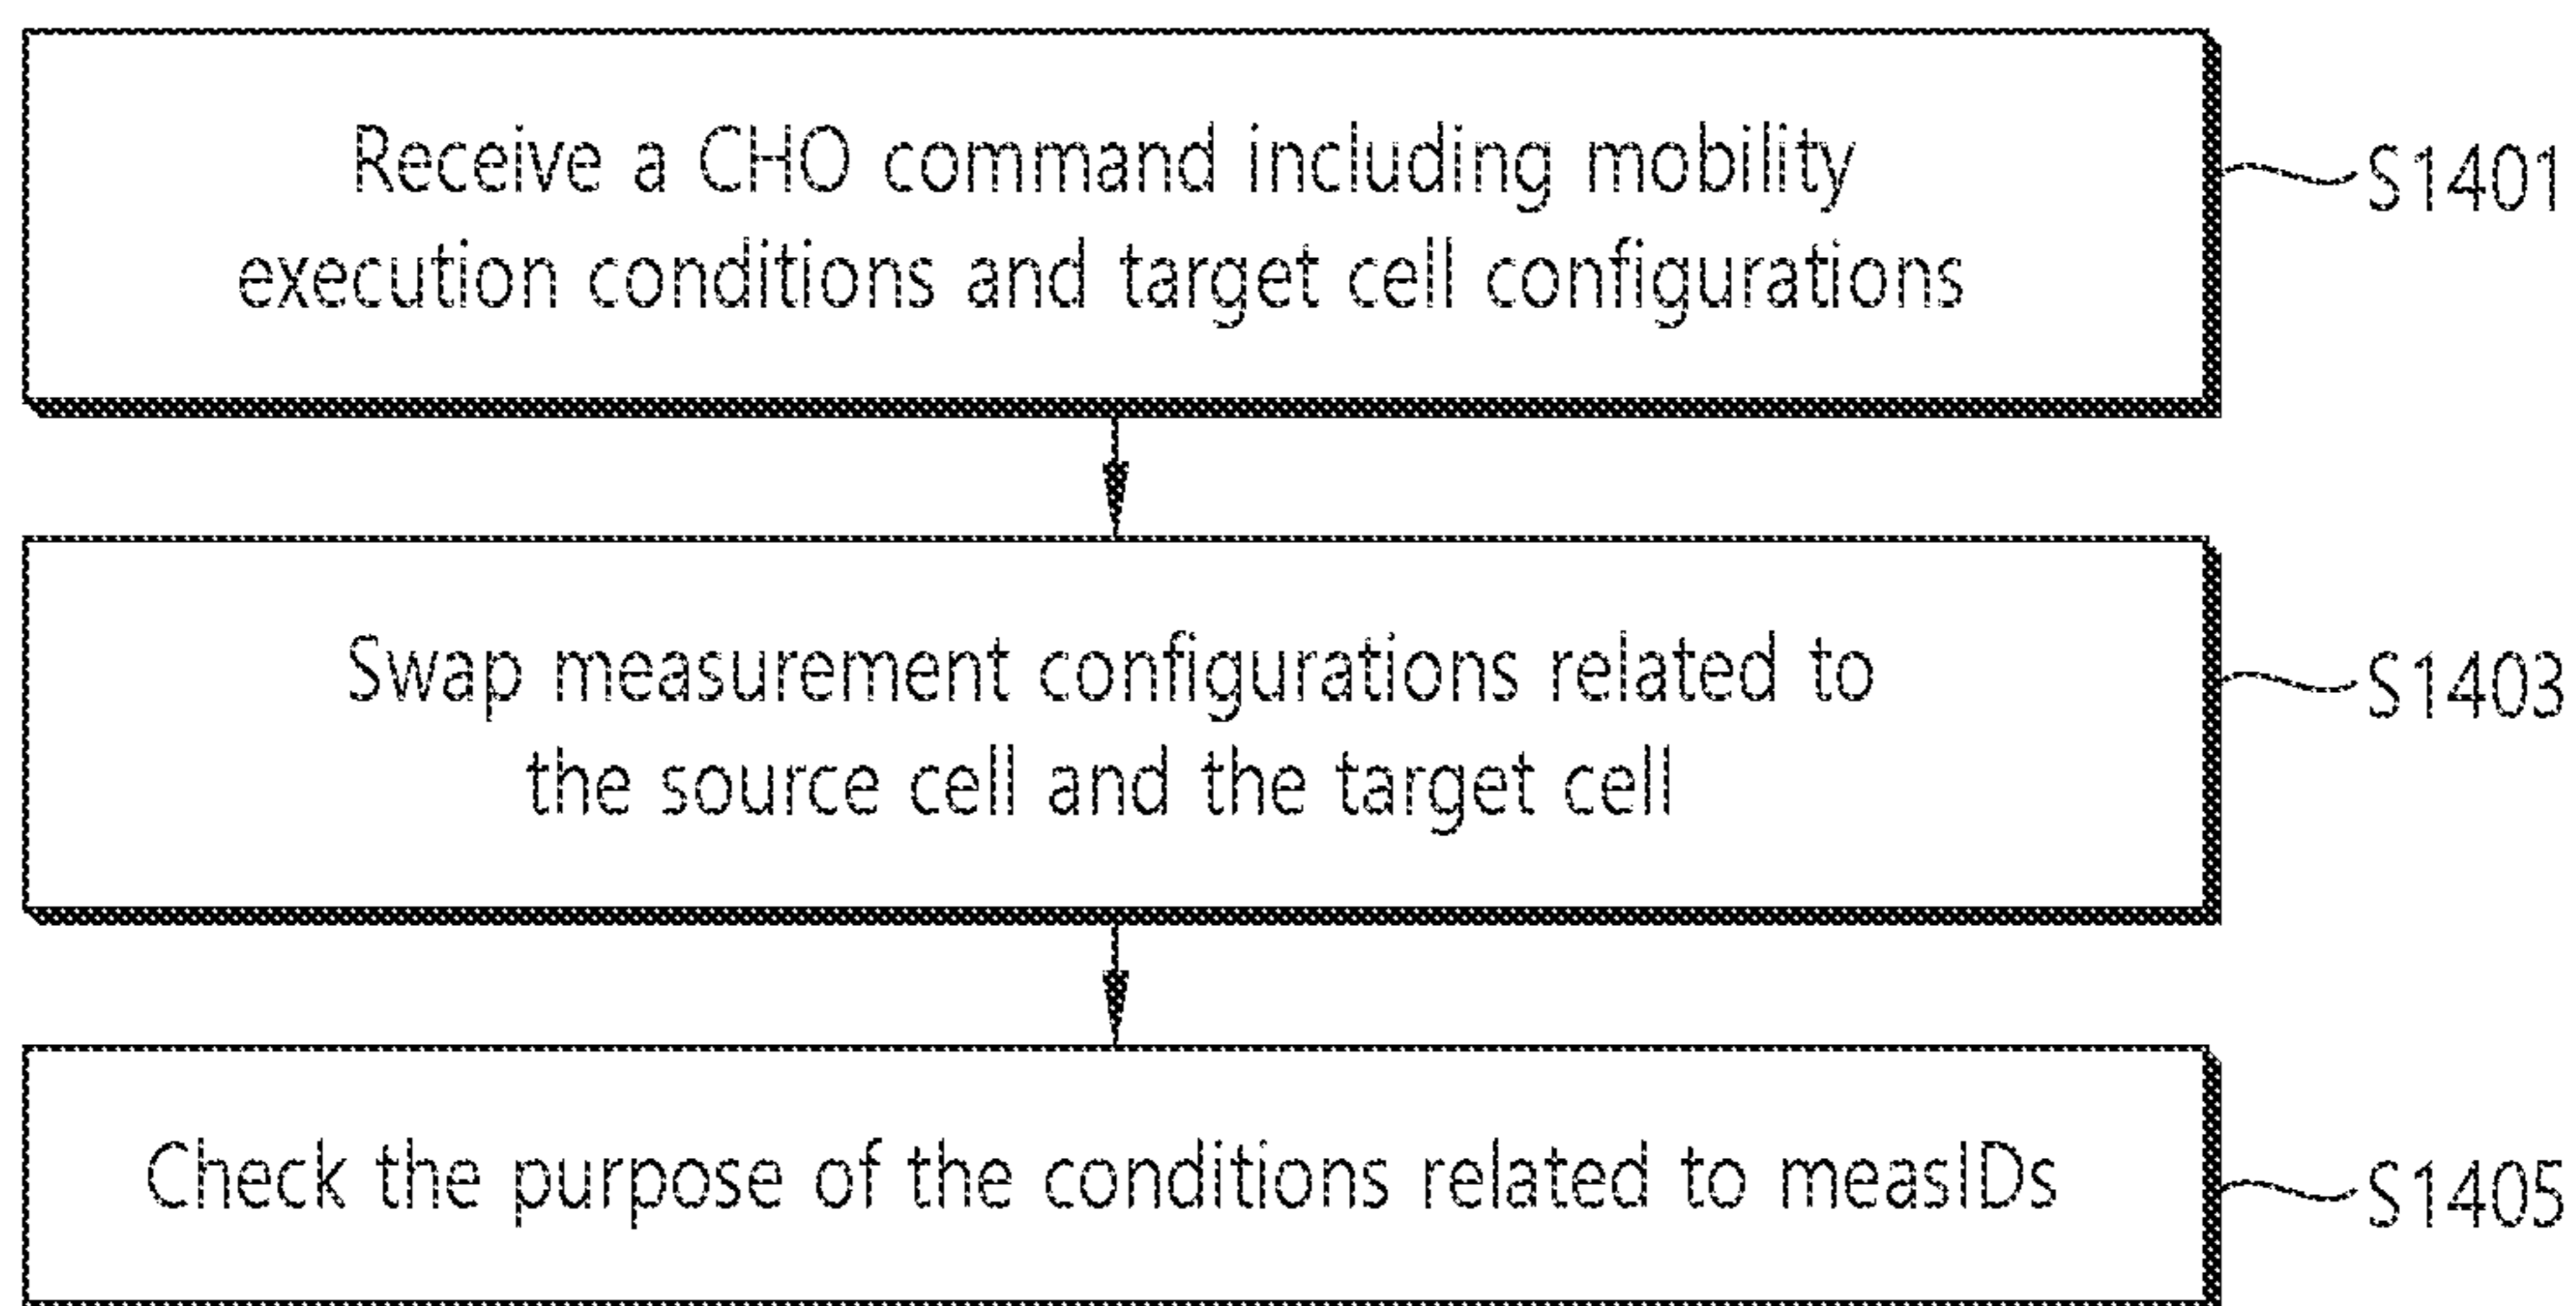 Receive a CHO command including mobility
execution conditions and target cell configurations
S1401
Swap measurement configurations related to
the source cell and the target cell
S1403
Check the purpose of the conditions related to measIDs
S1405